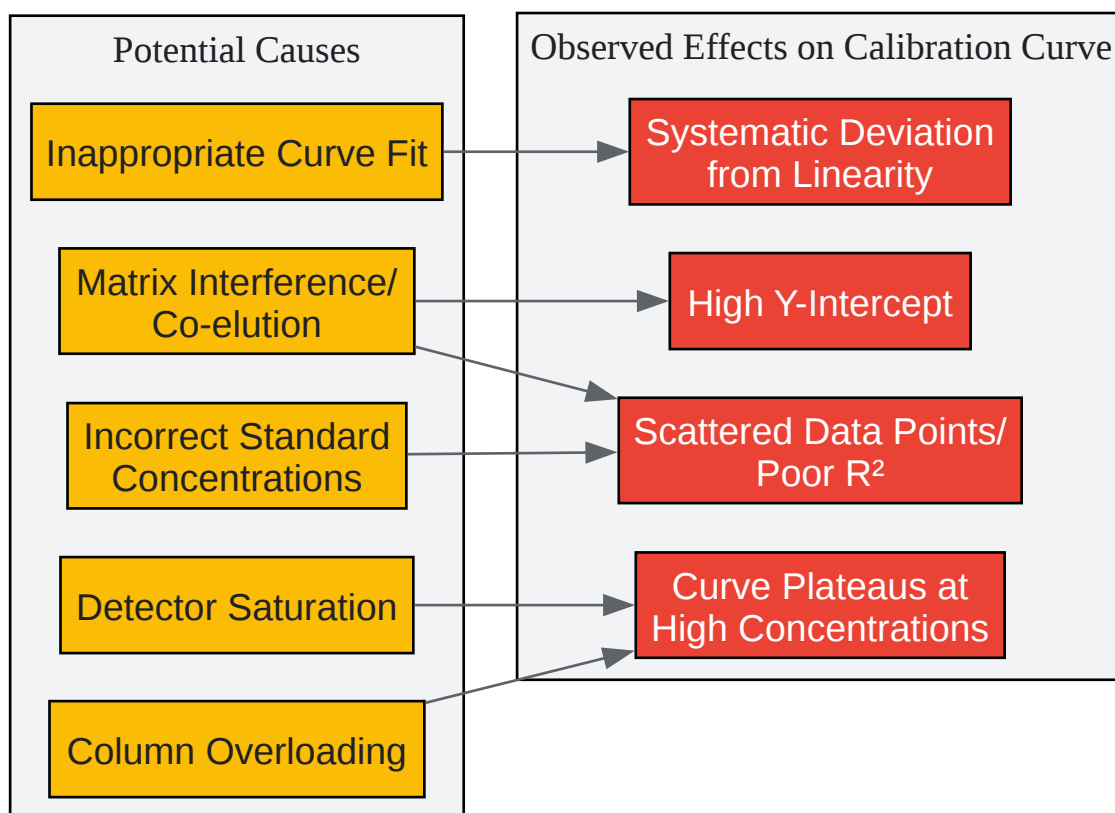 Potential Causes
Inappropriate Curve Fit
Matrix Interference/
Co-elution
Incorrect Standard
Concentrations
Detector Saturation
Column Overloading
Observed Effects on Calibration Curve
Systematic Deviation
from Linearity
High Y-Intercept
Scattered Data Points/
Poor R²
Curve Plateaus at
High Concentrations